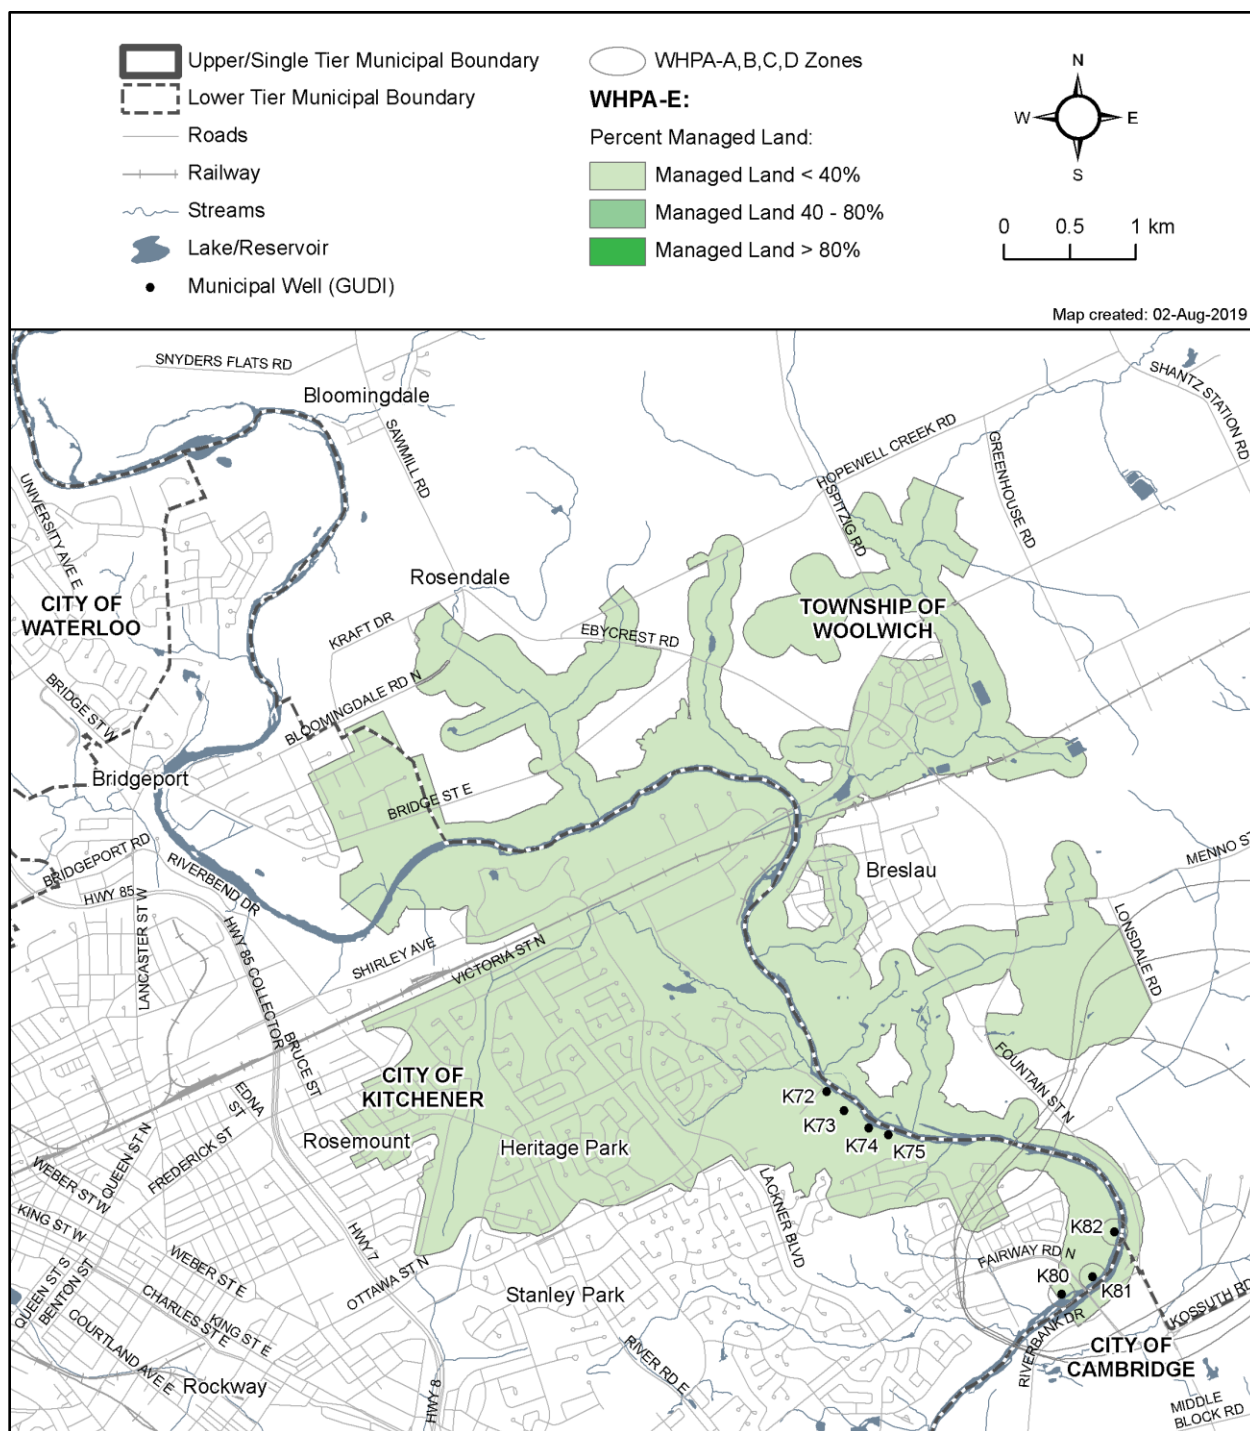 Upper/Single Tier Municipal Boundary
Lower Tier Municipal Boundary
Roads
Railway
Streams
Lake/Reservoir
Municipal Well (GUDI)
WHPA-A,B,C,D Zones
WHPA-E:
Percent Managed Land:
Managed Land < 40%
Managed Land 40 - 80%
Managed Land > 80%
N
W
E
S
0 0.5 1 km
Map created: 02-Aug-2019
SNYDERS FLATS RD
Bloomingdale
SAWMILL RD
SHANTZ STATION RD
HOPEWELL CREEK RD
GREENHOUSE RD
SPITZIG RD
UNIVERSITY AVE E
CITY OF
WATERLOO
Rosendale
KRAFT DR
EBYCREST RD
TOWNSHIP OF
WOOLWICH
BLOOMINGDALE RD N
BRIDGE ST W
Bridgeport
BRIDGE ST E
BRIDGEPORT RD
RIVERBEND DR
HWY 85
LANCASTER ST W
HWY 85 COLLECTOR
SHIRLEY AVE
VICTORIA ST N
Breslau
MENNO ST
LONSDALE RD
BRUCE ST
FOUNTAIN ST N
CITY OF
KITCHENER
EDNA
ST
Rosemount
Heritage Park
K72
K73
K74
K75
QUEEN ST N
FREDERICK ST
WEBER ST W
KING ST W
LACKNER BLVD
HWY 7
OTTAWA ST N
K82
FAIRWAY RD N
K80
K81
QUEEN ST S
BENTON ST
WEBER ST E
CHARLES ST E
KING ST E
COURTLAND AVE E
Stanley Park
RIVER RD E
RIVERBANK DR
KOSSUTH RD
CITY OF
CAMBRIDGE
Rockway
HWY 8
MIDDLE
BLOCK RD